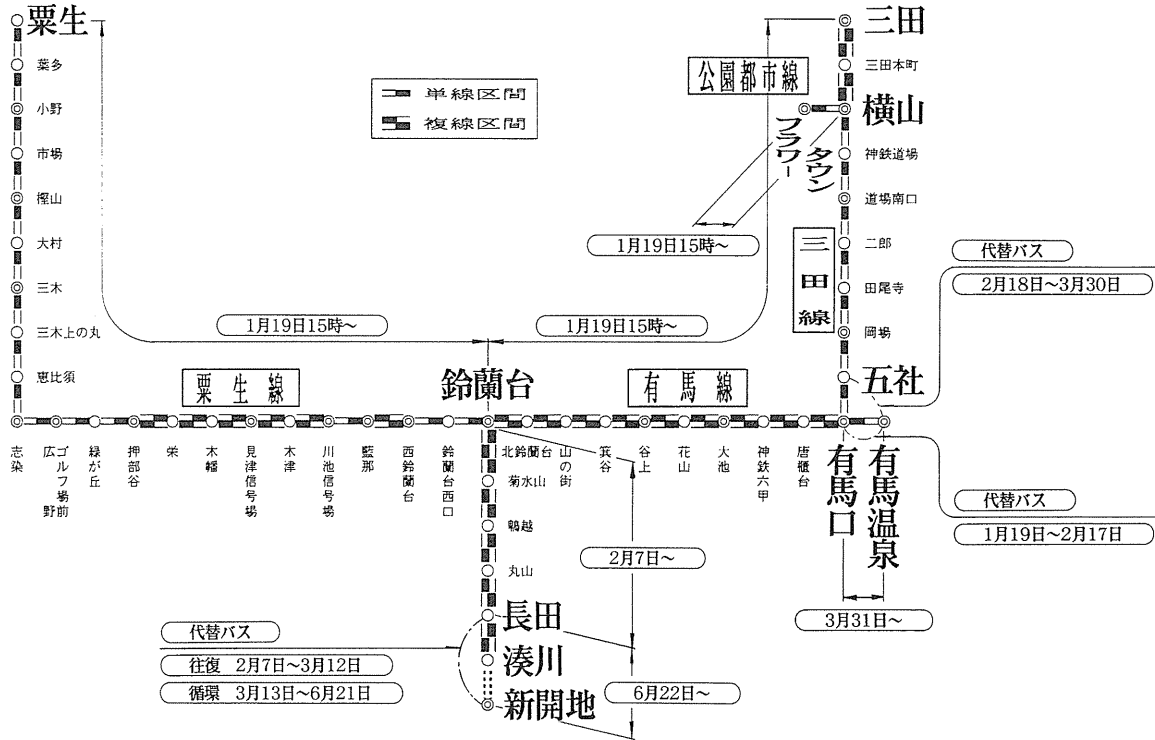 粟生
葉多
小野
市場
樫山
大村
三木
三木上の丸
恵比須
志染
広野ゴルフ場前
緑が丘
押部谷
栄
木幡
見津信号場
木津
川池信号場
藍那
西鈴蘭台
鈴蘭台西口
単線区間
複線区間
粟生線
1月19日15時～
1月19日15時～
鈴蘭台
有馬線
北鈴蘭台
山の街
箕谷
谷上
花山
大池
神鉄六甲
唐櫃台
有馬口
有馬温泉
菊水山
鵯越
丸山
長田
湊川
新開地
三田
三田本町
公園都市線
横山
フラワータウン
神鉄道場
道場南口
二郎
田尾寺
岡場
五社
三田線
1月19日15時～
代替バス
2月18日～3月30日
代替バス
1月19日～2月17日
3月31日～
2月7日～
6月22日～
代替バス
往復 2月7日～3月12日
循環 3月13日～6月21日